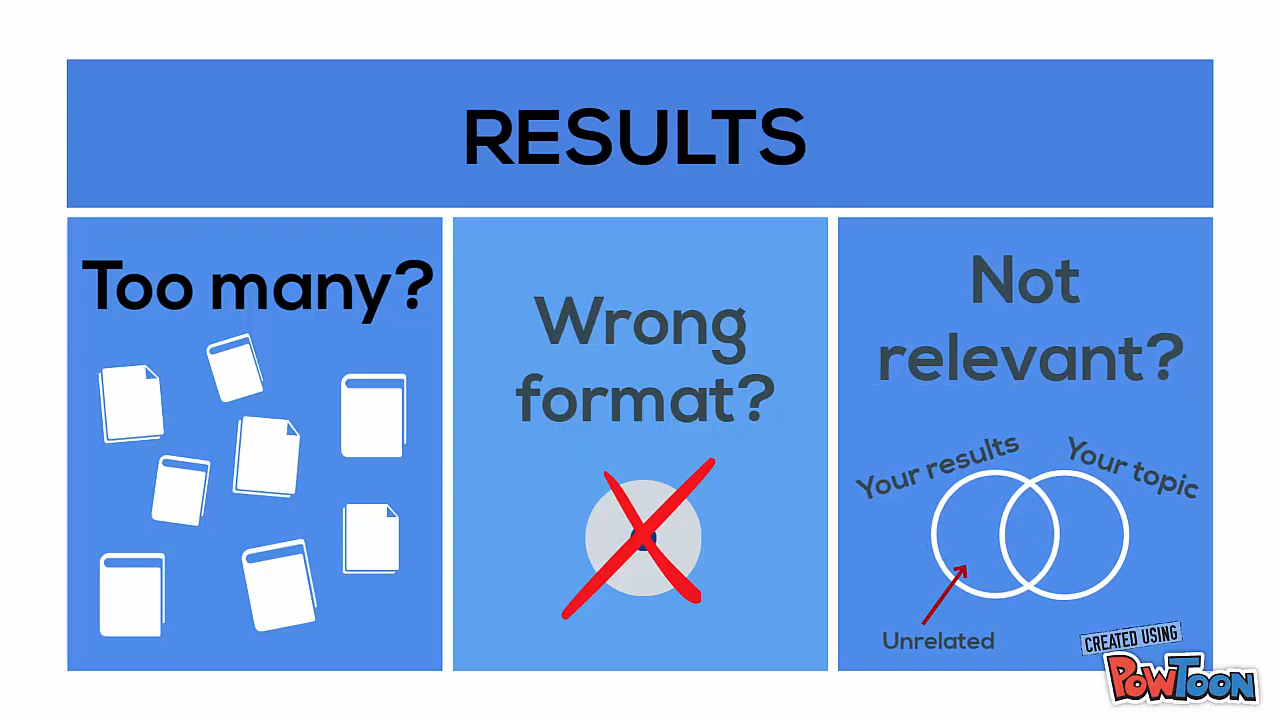 RESULTS
Too many?
Wrong
format?
Not
relevant?
Your results
Your topic
Unrelated
CREATED USING
POWTOON